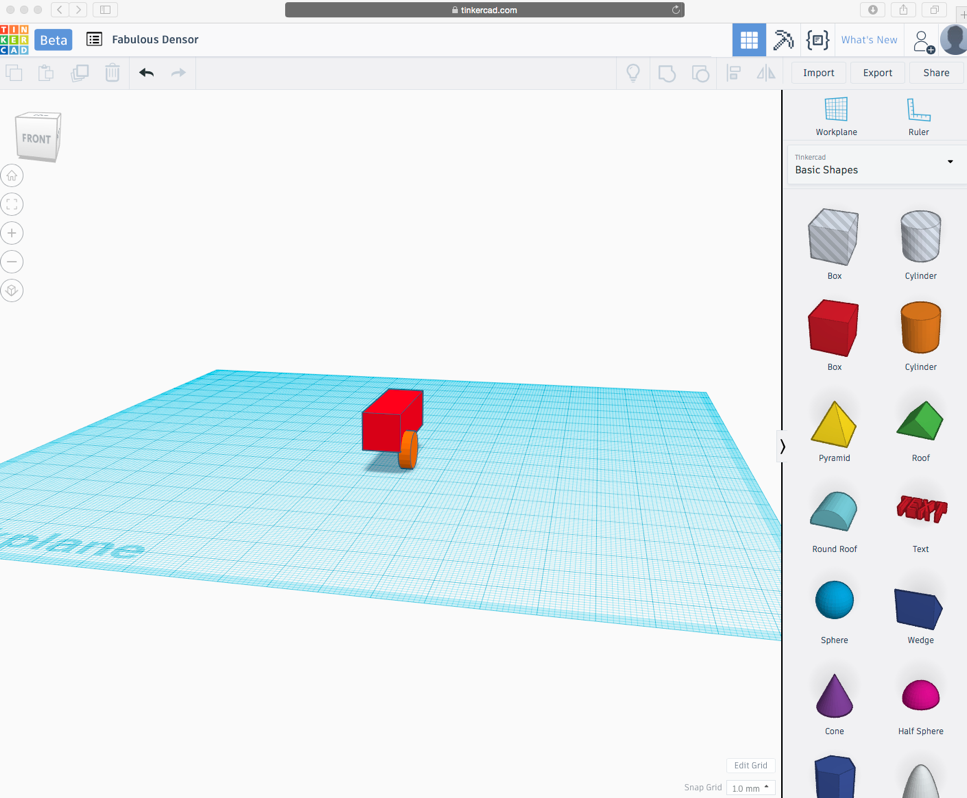 tinkercad.com
TIN
KER
CAD
Beta
Fabulous Densor
What's New
Import
Export
Share
FRONT
Workplane
Ruler
Tinkercad
Basic Shapes
Box
Cylinder
Box
Cylinder
Pyramid
Roof
TEXT
Round Roof
Text
Sphere
Wedge
Cone
Half Sphere
plane
Edit Grid
Snap Grid
1.0 mm